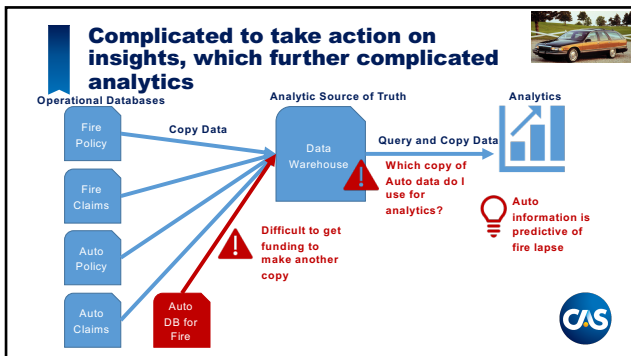 Complicated to take action on
insights, which further complicated
analytics
Operational Databases
Analytic Source of Truth
Analytics
Fire
Policy
Copy Data
Data
Warehouse
Query and Copy Data
Fire
Claims
Which copy of
Auto data do I
use for
analytics?
Auto
information is
predictive of
fire lapse
Auto
Policy
Difficult to get
funding to
make another
copy
Auto
Claims
Auto
DB for
Fire
CAS